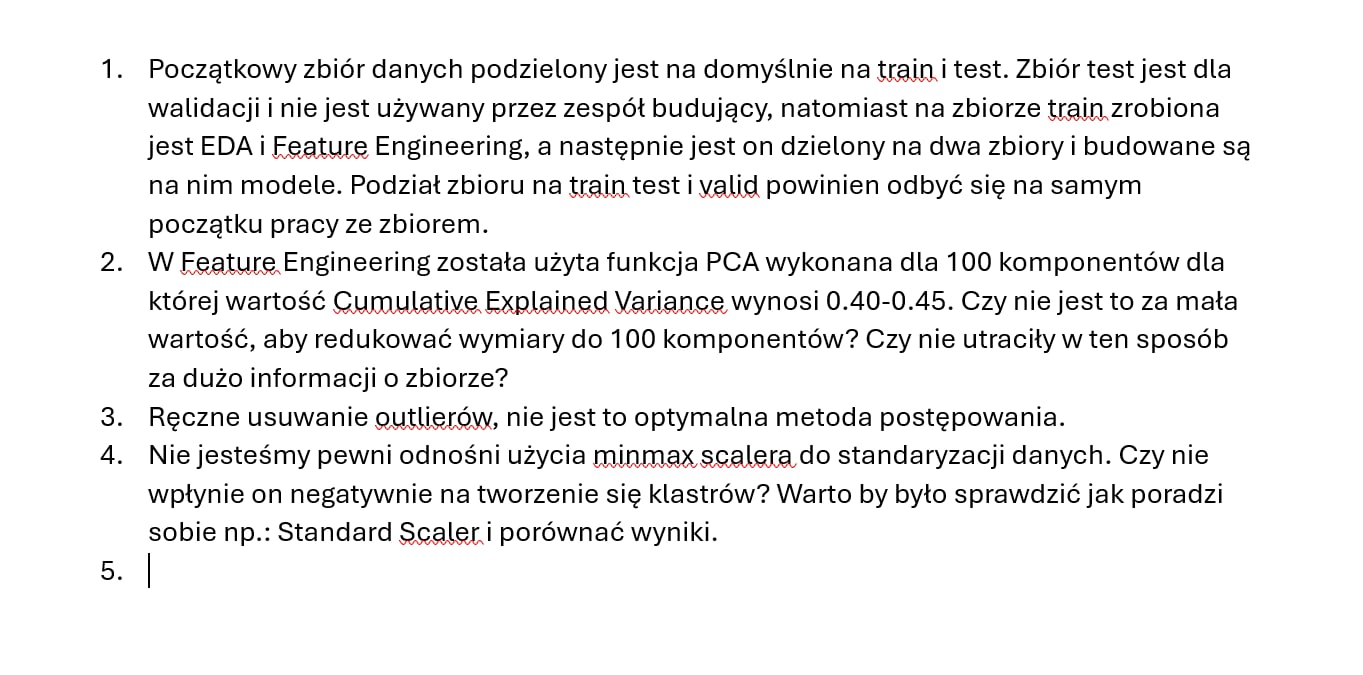 1. Początkowy zbiór danych podzielony jest na domyślnie na train i test. Zbiór test jest dla
walidacji i nie jest używany przez zespół budujący, natomiast na zbiorze train zrobiona
jest EDA i Feature Engineering, a następnie jest on dzielony na dwa zbiory i budowane są
na nim modele. Podział zbioru na train test i valid powinien odbyć się na samym
początku pracy ze zbiorem.
2. W Feature Engineering została użyta funkcja PCA wykonana dla 100 komponentów dla
której wartość Cumulative Explained Variance wynosi 0.40-0.45. Czy nie jest to za mała
wartość, aby redukować wymiary do 100 komponentów? Czy nie utraciły w ten sposób
za dużo informacji o zbiorze?
3. Ręczne usuwanie outlierów, nie jest to optymalna metoda postępowania.
4. Nie jesteśmy pewni odnośni użycia minmax scalera do standaryzacji danych. Czy nie
wpłynie on negatywnie na tworzenie się klastrów? Warto by było sprawdzić jak poradzi
sobie np.: Standard Scaler i porównać wyniki.
5.